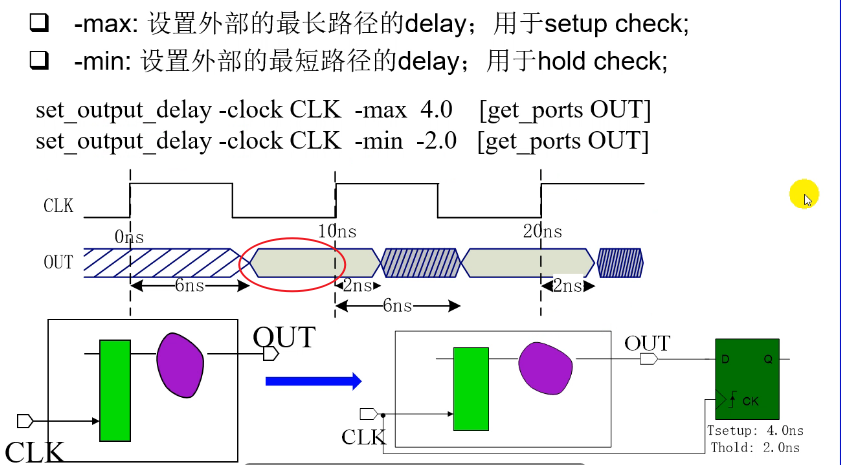 -max: 设置外部的最长路径的delay；用于setup check;
-min: 设置外部的最短路径的delay；用于hold check;
set_output_delay -clock CLK -max 4.0 [get_ports OUT]
set_output_delay -clock CLK -min -2.0 [get_ports OUT]
CLK
0ns 10ns 20ns
OUT
6ns 2ns 2ns
6ns
OUT
CLK
OUT
CLK
D Q
CK
Tsetup: 4.0ns
Thold: 2.0ns